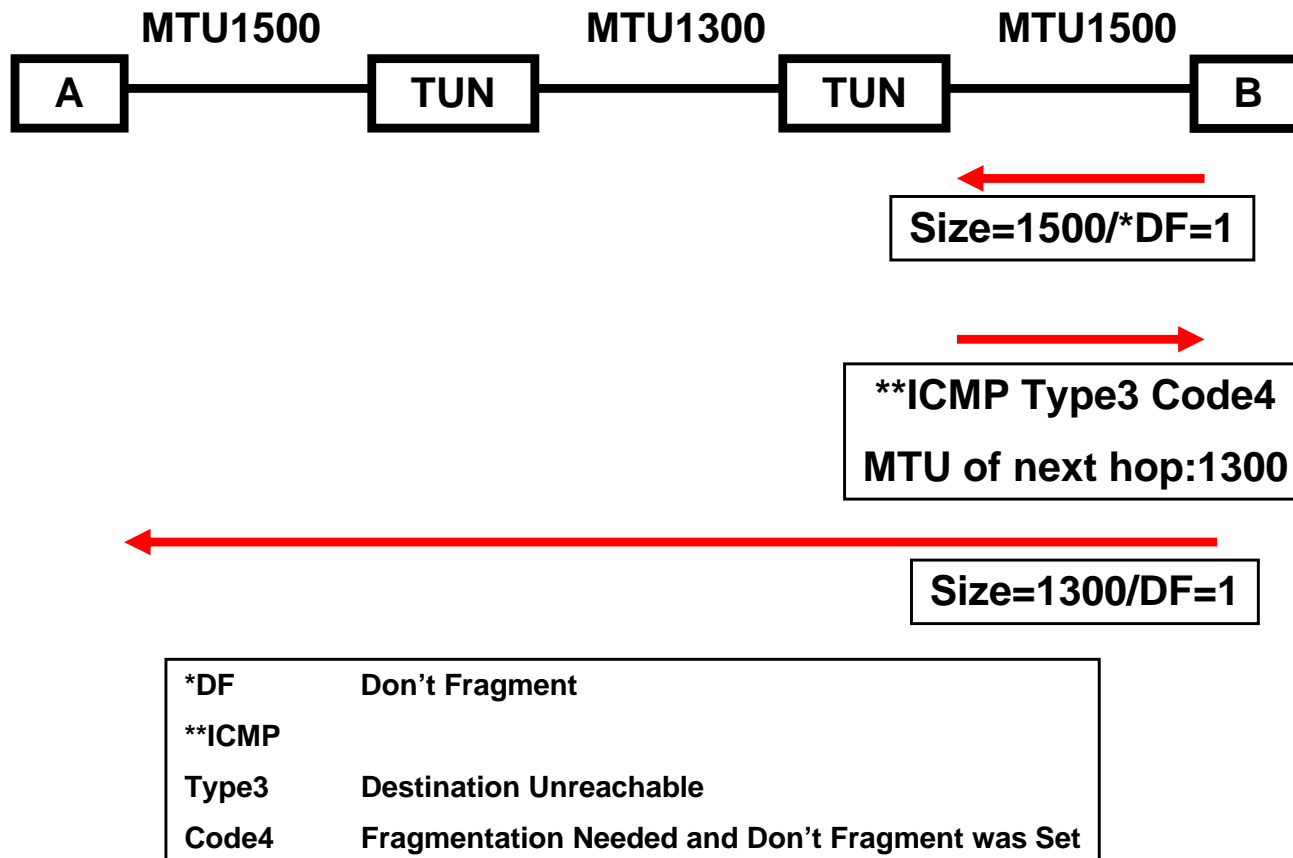 MTU1500 MTU1300 MTU1500
A TUN TUN B
Size=1500/*DF=1
**ICMP Type3 Code4
MTU of next hop:1300
Size=1300/DF=1
*DF Don’t Fragment
**ICMP
Type3 Destination Unreachable
Code4 Fragmentation Needed and Don’t Fragment was Set